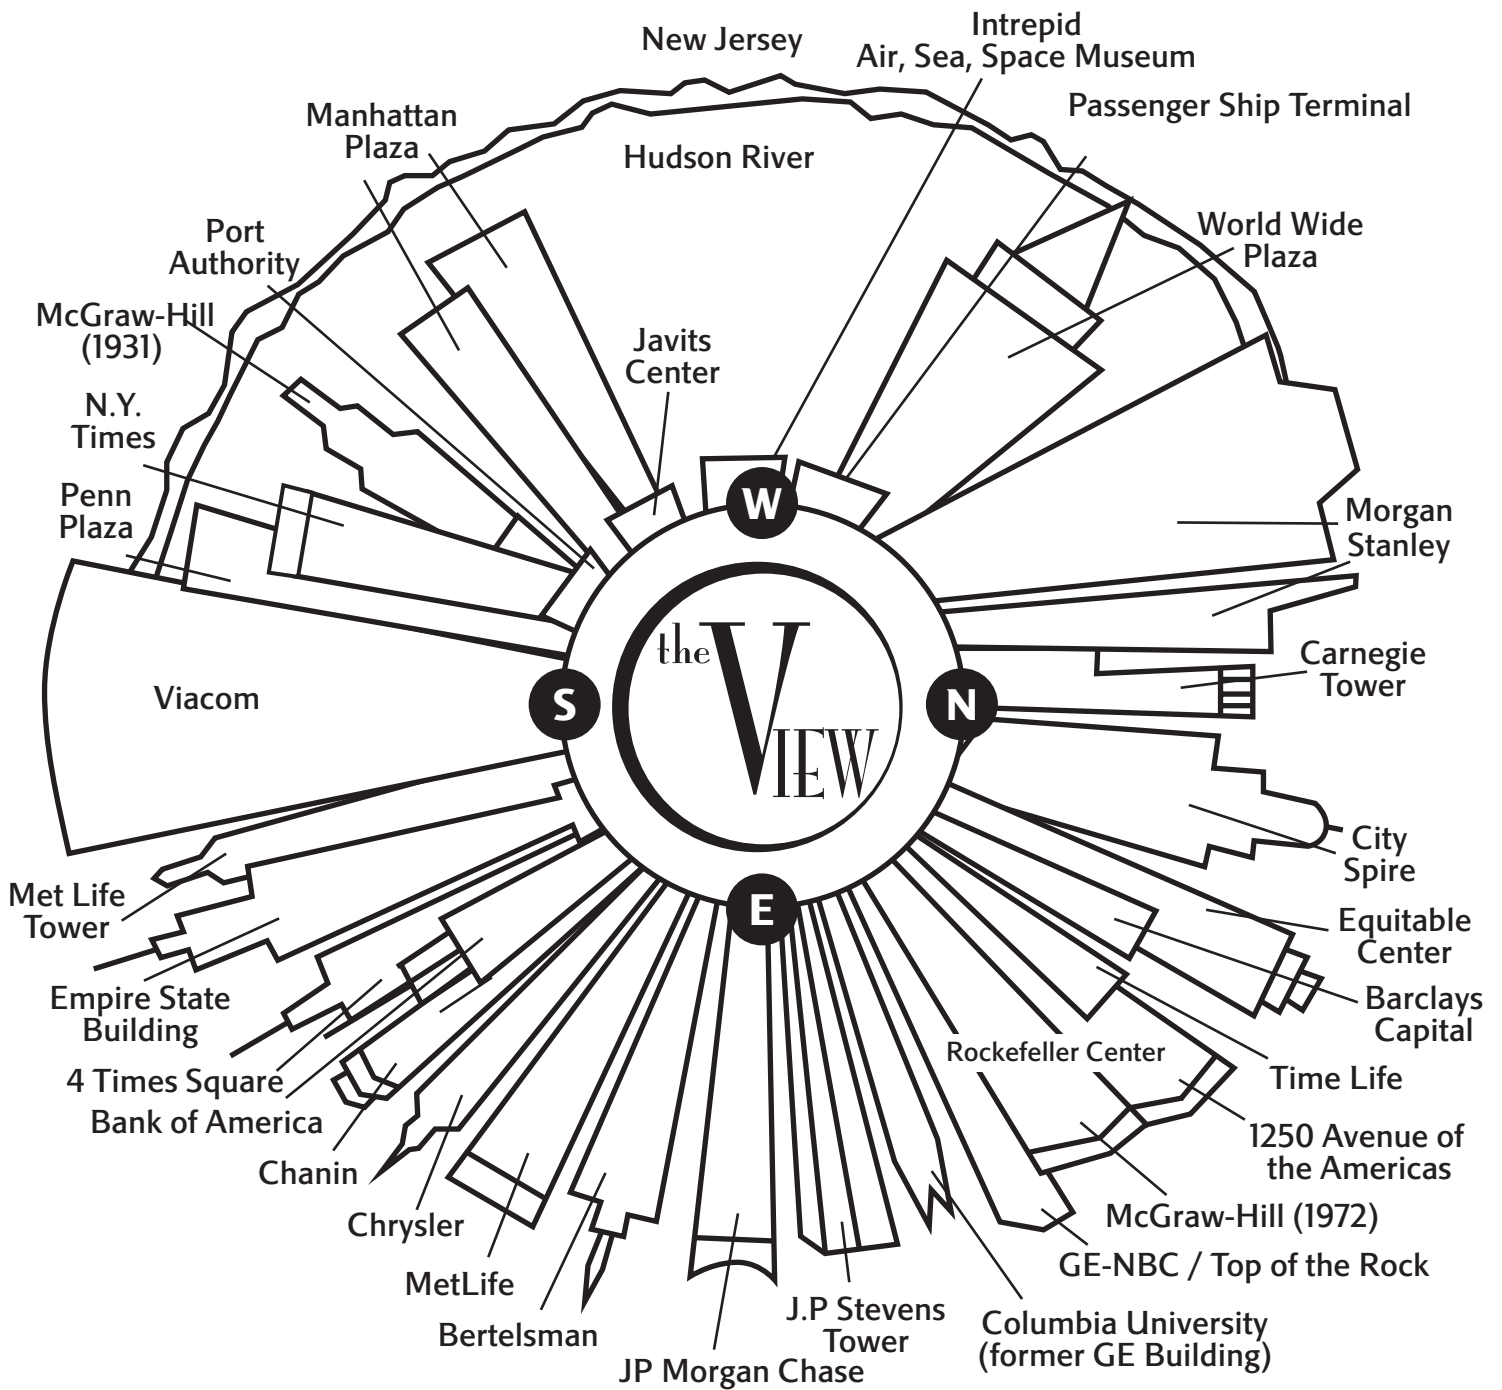 New Jersey
Intrepid
Air, Sea, Space Museum
Passenger Ship Terminal
Manhattan
Plaza
Hudson River
Port
Authority
World Wide
Plaza
McGraw-Hill
(1931)
Javits
Center
N.Y.
Times
Penn
Plaza
W
Morgan
Stanley
the
VIEW
S
N
Viacom
Carnegie
Tower
City
Spire
Met Life
Tower
E
Equitable
Center
Empire State
Building
Barclays
Capital
Rockefeller Center
4 Times Square
Time Life
Bank of America
1250 Avenue of
the Americas
Chanin
McGraw-Hill (1972)
Chrysler
GE-NBC / Top of the Rock
MetLife
J.P Stevens
Tower
Columbia University
(former GE Building)
Bertelsman
JP Morgan Chase